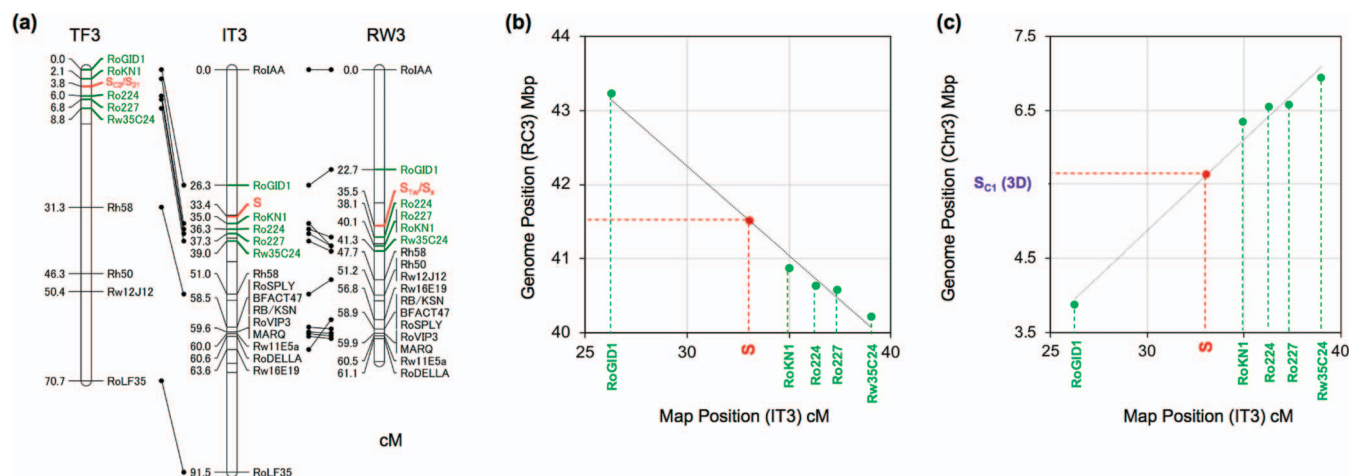 (a)
TF3
IT3
RW3
0.0 RoGID1
2.1 RoKN1
3.8
6.0 Ro224
6.8 Ro227
8.8 Rw35C24
31.3 Rh58
46.3 Rh50
50.4 Rw12J12
70.7 RoLF35
0.0 RoIAA
26.3 RoGID1
33.4 S
35.0 RoKN1
36.3 Ro224
37.3 Ro227
39.0 Rw35C24
51.0 Rh58
RoSPLY
58.5 BFACT47
RB/KSN
RoVIP3
59.6 MARQ
60.0 Rw11E5a
60.6 RoDELLA
63.6 Rw16E19
91.5 RoLF35
0.0 RoIAA
22.7 RoGID1
35.5
38.1 Ro224
Ro227
40.1 RoKN1
41.3 Rw35C24
47.7 Rh58
Rh50
51.2 Rw12J12
56.8 Rw16E19
RB/KSN
58.9 BFACT47
RoSPLY
RoVIP3
59.9 MARQ
60.5 Rw11E5a
61.1 RoDELLA
cM
(b)
Genome Position (RC3) Mbp
44
43
42
41
40
25
30
35
40
RoGID1
S
RoKN1
Ro224
Ro227
Rw35C24
Map Position (IT3) cM
(c)
Genome Position (Chr3) Mbp
7.5
6.5
SC1 (3D)
4.5
3.5
25
30
35
40
RoGID1
S
RoKN1
Ro224
Ro227
Rw35C24
Map Position (IT3) cM